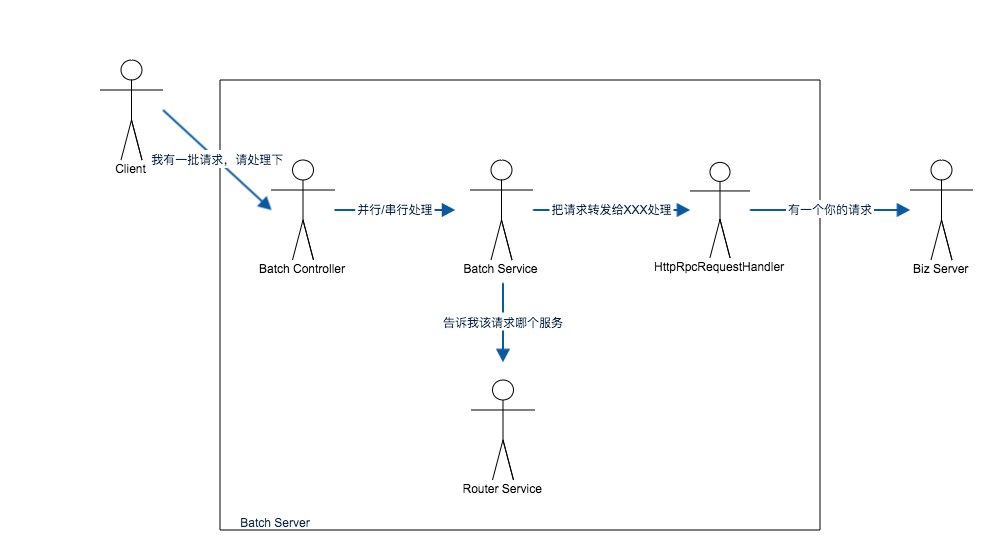 Client
我有一批请求，请处理下
Batch Controller
并行/串行处理
Batch Service
把请求转发给XXX处理
HttpRpcRequestHandler
有一个你的请求
Biz Server
告诉我该请求哪个服务
Router Service
Batch Server